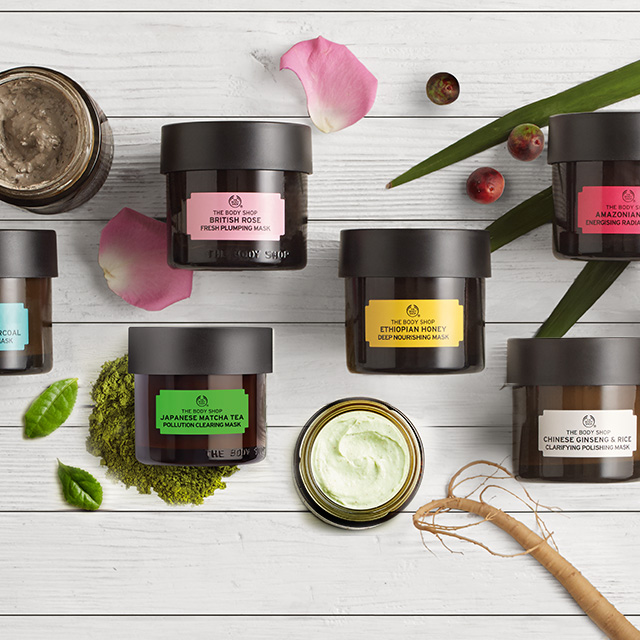 THE BODY SHOP
BRITISH ROSE
FRESH PLUMPING MASK
THE BODY SHOP
THE BODY SH
AMAZONIAN
ENERGISING RADIA
THE BODY SHOP
ETHIOPIAN HONEY
DEEP NOURISHING MASK
RCOAL
ASK
THE BODY SHOP
JAPANESE MATCHA TEA
POLLUTION CLEARING MASK
THE BODY
THE BODY SHOP
CHINESE GINSENG & RICE
CLARIFYING POLISHING MASK